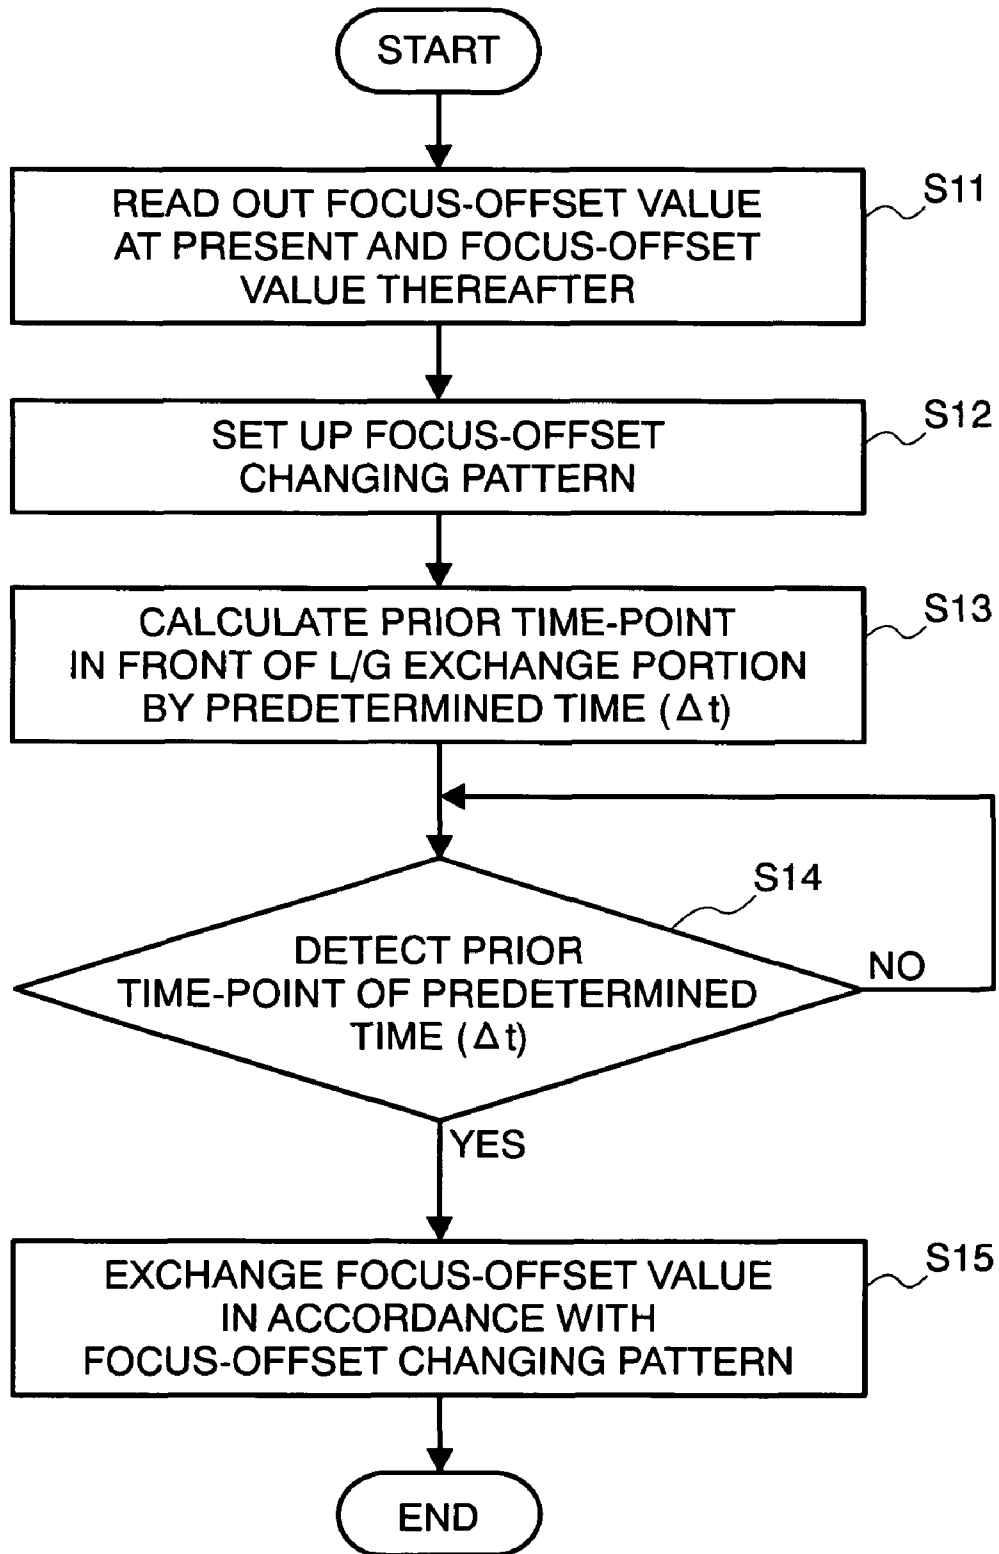 START
READ OUT FOCUS-OFFSET VALUE
AT PRESENT AND FOCUS-OFFSET
VALUE THEREAFTER
S11
SET UP FOCUS-OFFSET
CHANGING PATTERN
S12
CALCULATE PRIOR TIME-POINT
IN FRONT OF L/G EXCHANGE PORTION
BY PREDETERMINED TIME (Δt)
S13
S14
DETECT PRIOR
TIME-POINT OF PREDETERMINED
TIME (Δt)
NO
YES
EXCHANGE FOCUS-OFFSET VALUE
IN ACCORDANCE WITH
FOCUS-OFFSET CHANGING PATTERN
S15
END